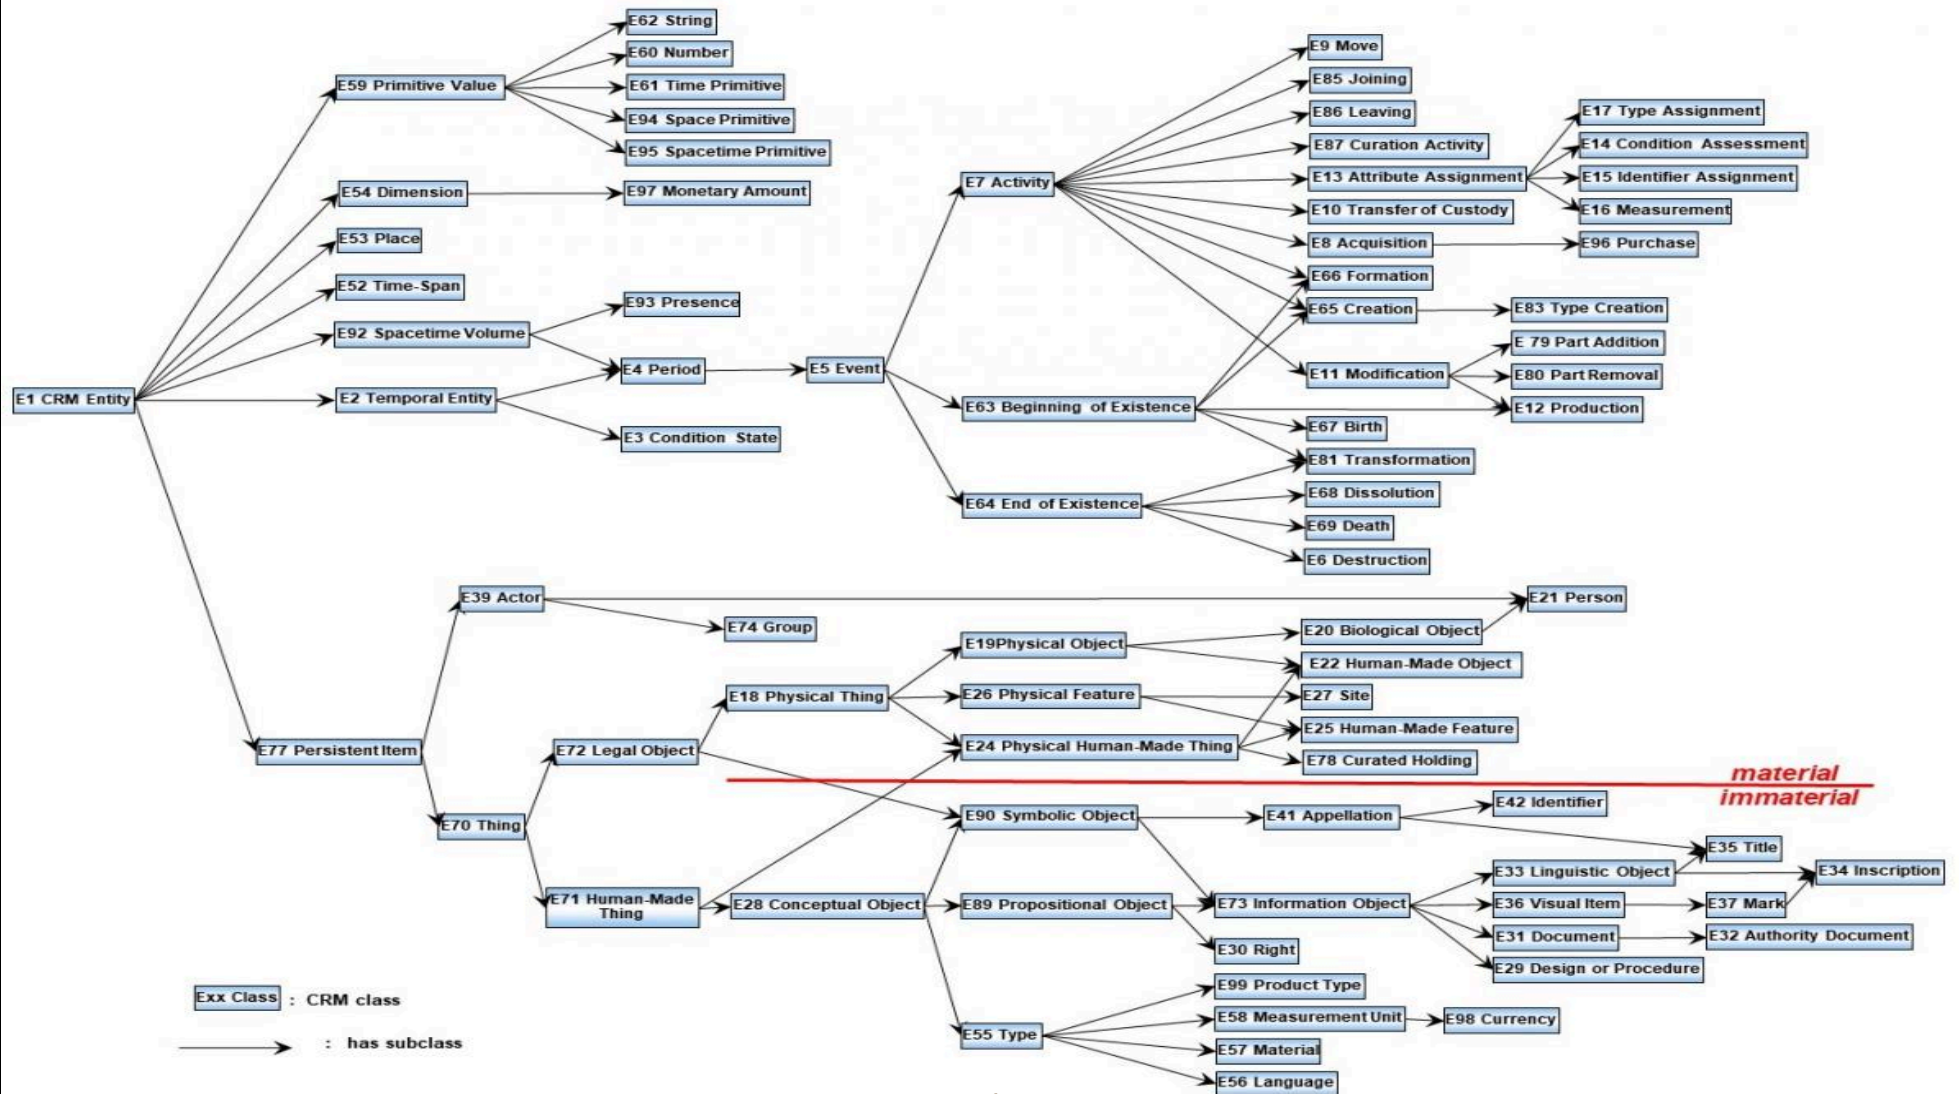 E62 String
E60 Number
E59 Primitive Value
E61 Time Primitive
E94 Space Primitive
E95 Spacetime Primitive
E54 Dimension
E97 Monetary Amount
E53 Place
E52 Time-Span
E93 Presence
E92 Spacetime Volume
E4 Period
E5 Event
E1 CRM Entity
E2 Temporal Entity
E3 Condition State
E9 Move
E85 Joining
E86 Leaving
E17 Type Assignment
E87 Curation Activity
E14 Condition Assessment
E7 Activity
E13 Attribute Assignment
E15 Identifier Assignment
E10 Transfer of Custody
E16 Measurement
E8 Acquisition
E96 Purchase
E66 Formation
E65 Creation
E83 Type Creation
E 79 Part Addition
E11 Modification
E80 Part Removal
E63 Beginning of Existence
E12 Production
E67 Birth
E81 Transformation
E68 Dissolution
E64 End of Existence
E69 Death
E6 Destruction
E39 Actor
E21 Person
E74 Group
E19Physical Object
E20 Biological Object
E22 Human-Made Object
E18 Physical Thing
E26 Physical Feature
E27 Site
E25 Human-Made Feature
E77 Persistent Item
E72 Legal Object
E24 Physical Human-Made Thing
E78 Curated Holding
material
immaterial
E70 Thing
E90 Symbolic Object
E41 Appellation
E42 Identifier
E35 Title
E33 Linguistic Object
E34 Inscription
E71 Human-Made
Thing
E28 Conceptual Object
E89 Propositional Object
E73 Information Object
E36 Visual Item
E37 Mark
E31 Document
E32 Authority Document
E30 Right
E29 Design or Procedure
E99 Product Type
E58 Measurement Unit
E98 Currency
E55 Type
E57 Material
E56 Language
Exx Class : CRM class
: has subclass